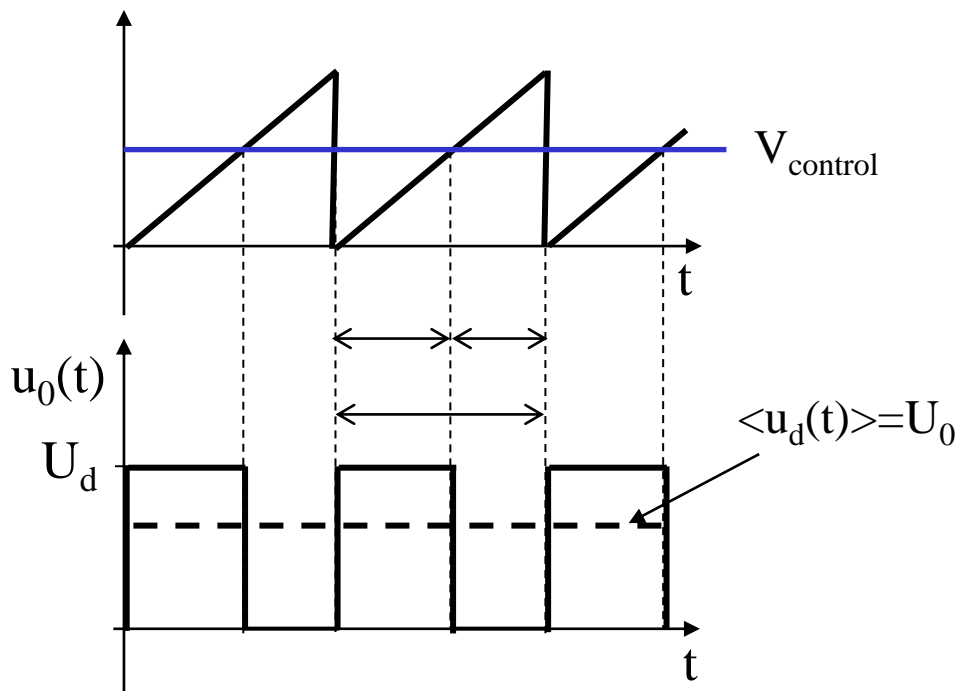 V_control
t
u_0(t)
<u_d(t)>=U_0
U_d
t